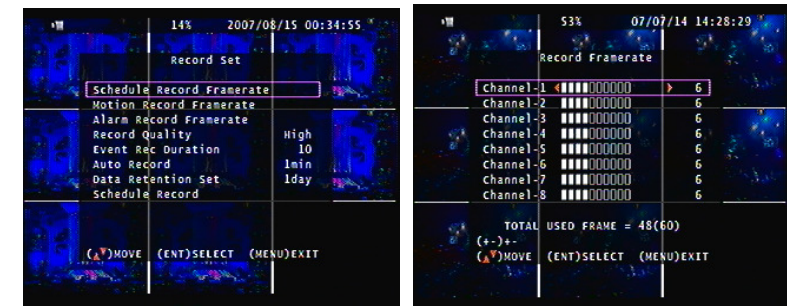 14% 2007/08/15 00:34:55
Record Set
Schedule Record Framerate
Motion Record Framerate
Alarm Record Framerate
Record Quality High
Event Rec Duration 10
Auto Record 1min
Data Retention Set 1day
Schedule Record
(▲▼)MOVE (ENT)SELECT (MENU)EXIT
53% 07/07/14 14:28:29
Record Framerate
Channel-1 6
Channel-2 6
Channel-3 6
Channel-4 6
Channel-5 6
Channel-6 6
Channel-7 6
Channel-8 6
TOTAL USED FRAME = 48(60)
(+-)+-
(▲▼)MOVE (ENT)SELECT (MENU)EXIT